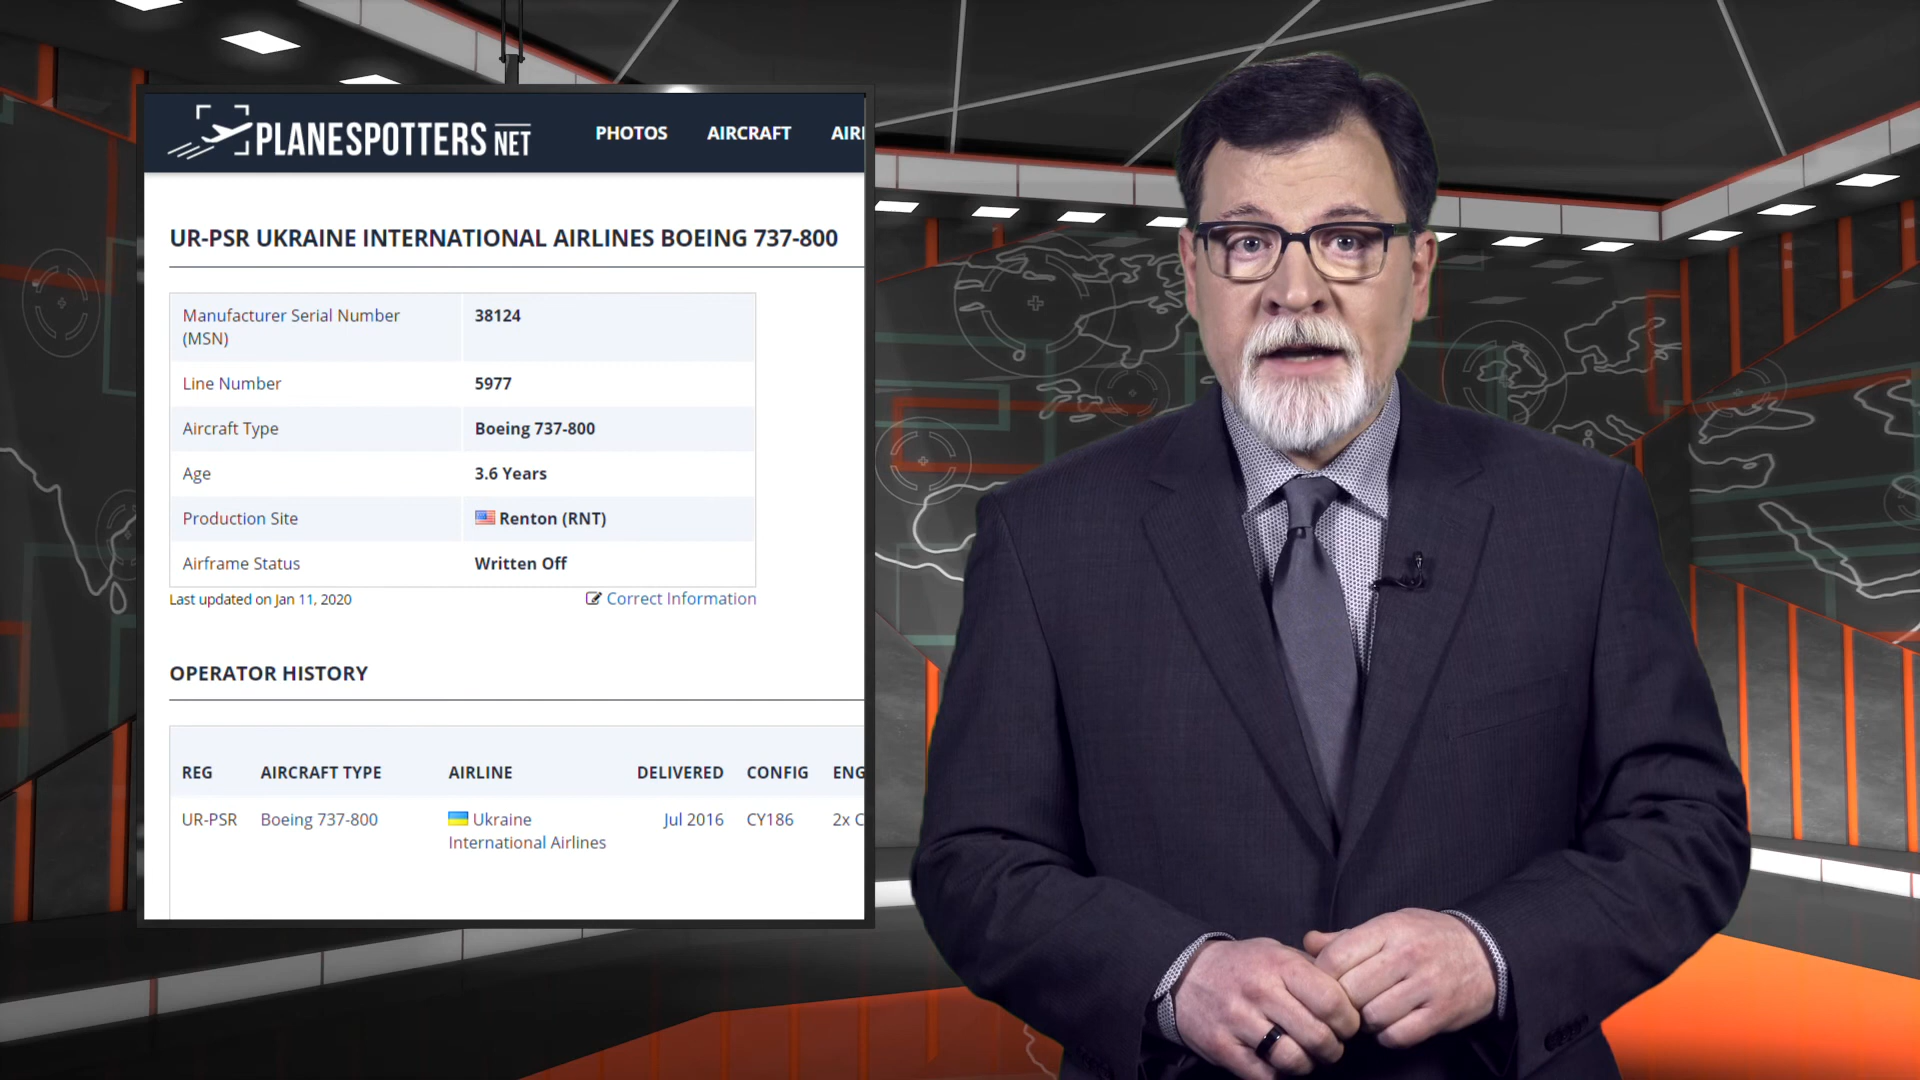 PLANESPOTTERS NET
PHOTOS AIRCRAFT
UR-PSR UKRAINE INTERNATIONAL AIRLINES BOEING 737-800
Manufacturer Serial Number (MSN) 38124
Line Number 5977
Aircraft Type Boeing 737-800
Age 3.6 Years
Production Site Renton (RNT)
Airframe Status Written Off
Last updated on Jan 11, 2020 Correct Information
OPERATOR HISTORY
REG AIRCRAFT TYPE AIRLINE DELIVERED CONFIG ENG
UR-PSR Boeing 737-800 Ukraine Jul 2016 CY186 2x C
International Airlines